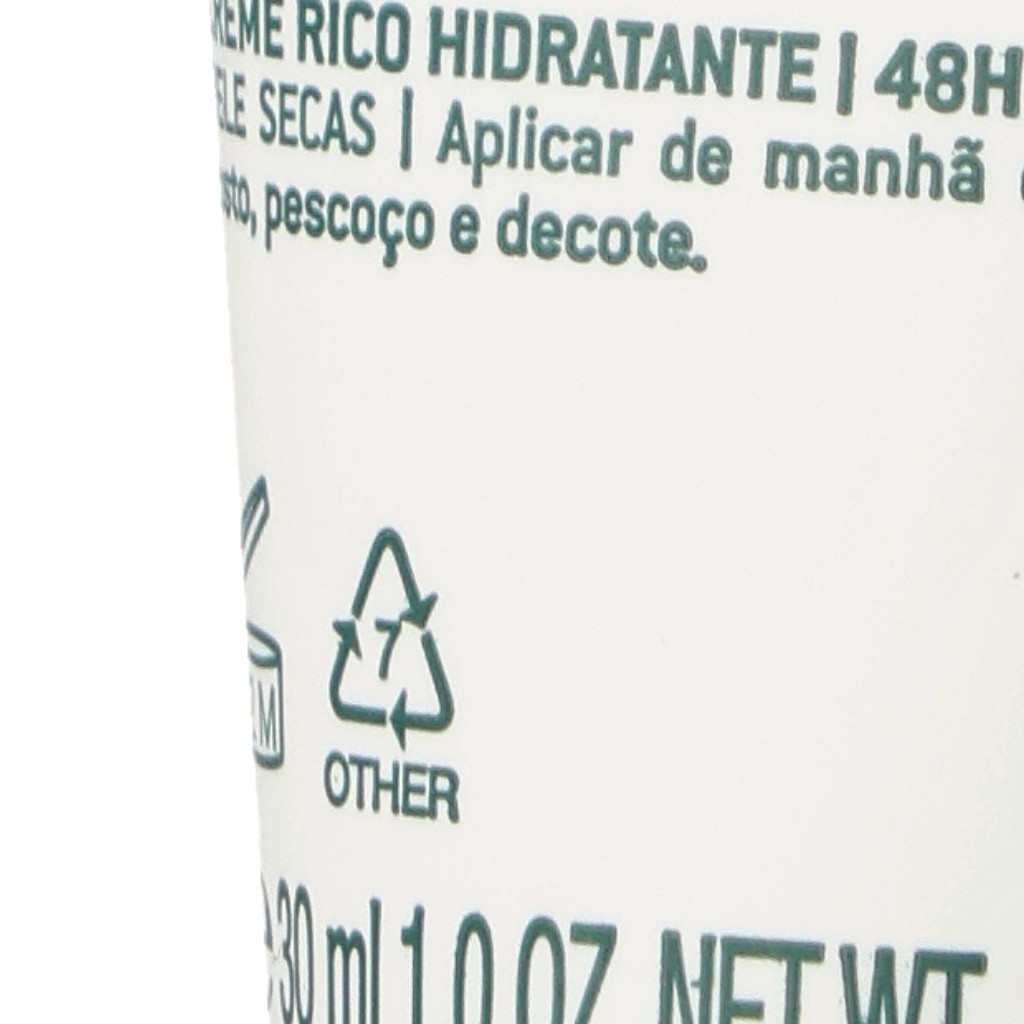 RICO HIDRATANTE | 48H
SECAS | Aplicar de manhã
pescoço e decote.
M
7
OTHER
30 ml 1.0 OZ NET WT